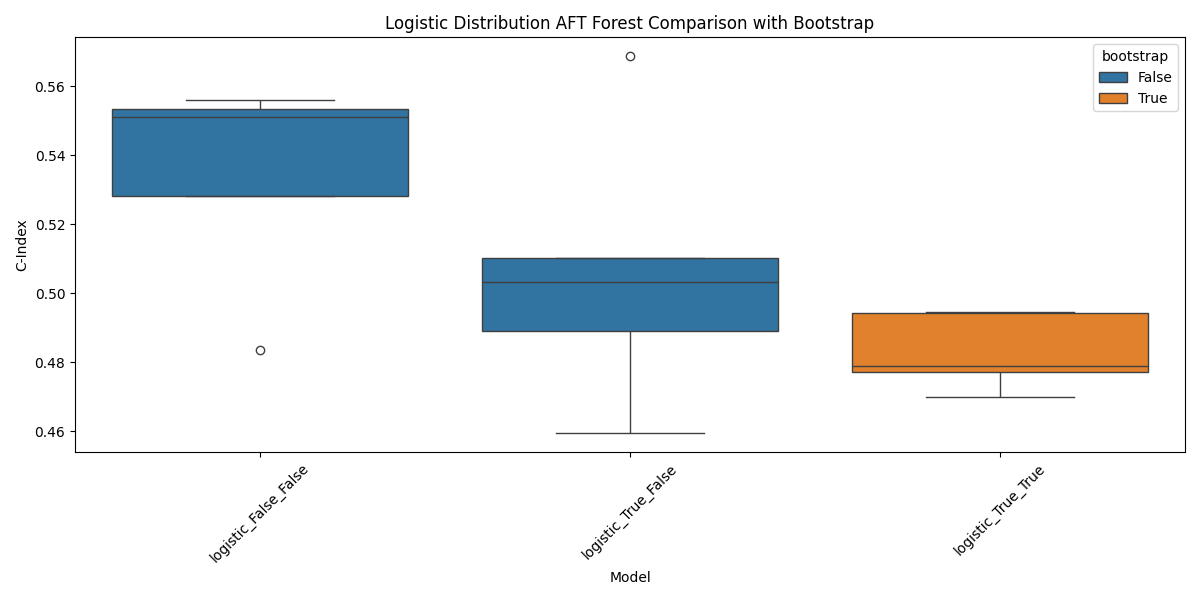 Logistic Distribution AFT Forest Comparison with Bootstrap
bootstrap
False
True
C-Index
0.56
0.54
0.52
0.50
0.48
0.46
logistic_False_False
logistic_True_False
logistic_True_True
Model